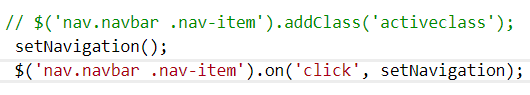 // $('nav.navbar .nav-item').addClass('activeclass');
setNavigation();
$('nav.navbar .nav-item').on('click', setNavigation);